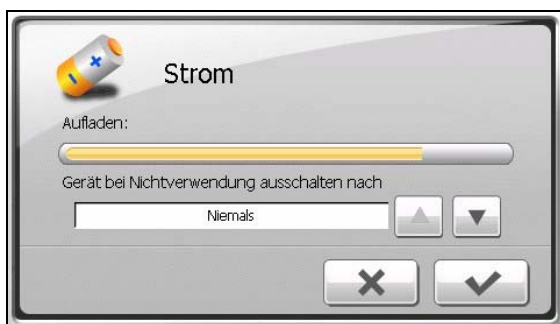 Strom
Aufladen:
Gerät bei Nichtverwendung ausschalten nach
Niemals